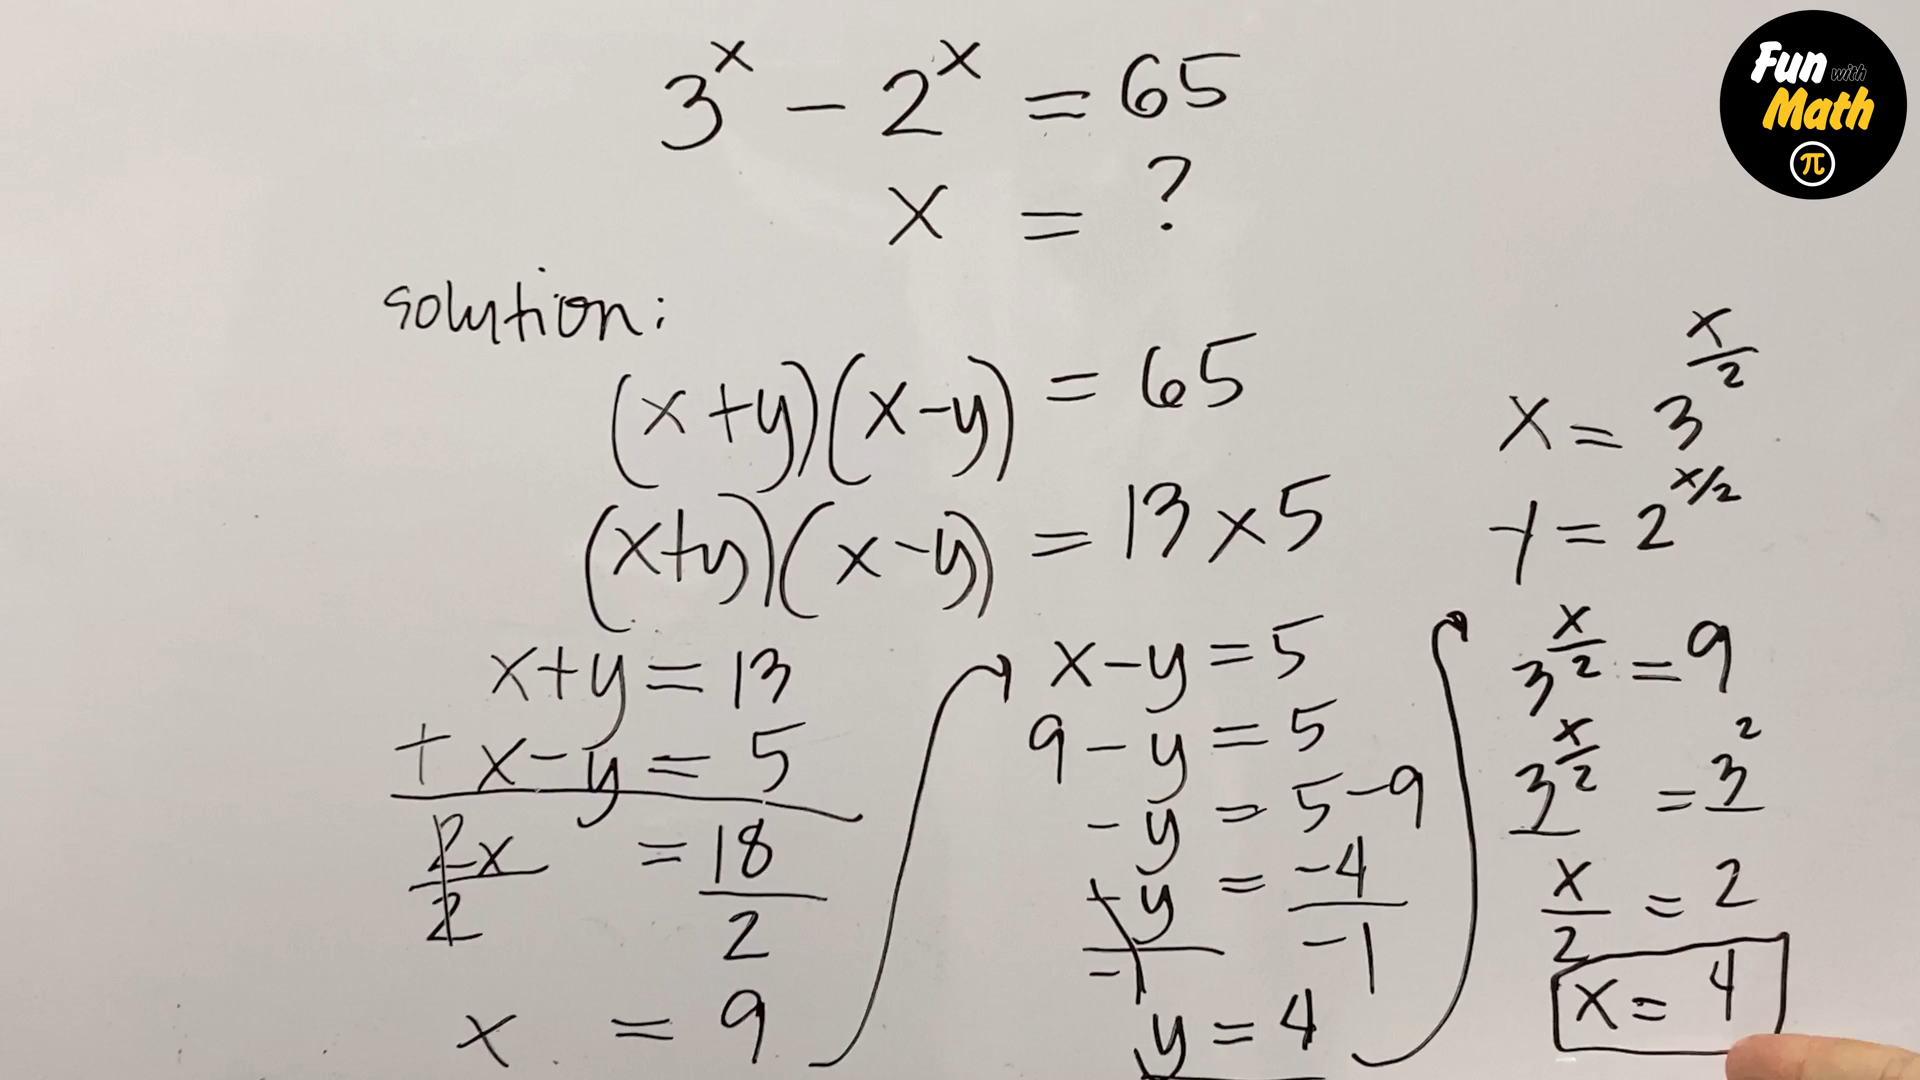 3^x - 2^x = 65
x = ?
Fun with
Math
π
solution:
(x+y)(x-y) = 65
(x+y)(x-y) = 13 × 5
x+y = 13
+ x-y = 5
2x/2 = 18/2
x = 9
x-y = 5
9-y = 5
-y = 5-9
-y/-1 = -4/-1
y = 4
x = 3^(x/2)
y = 2^(x/2)
3^(x/2) = 9
3^(x/2) = 3^2
x/2 = 2
x = 4